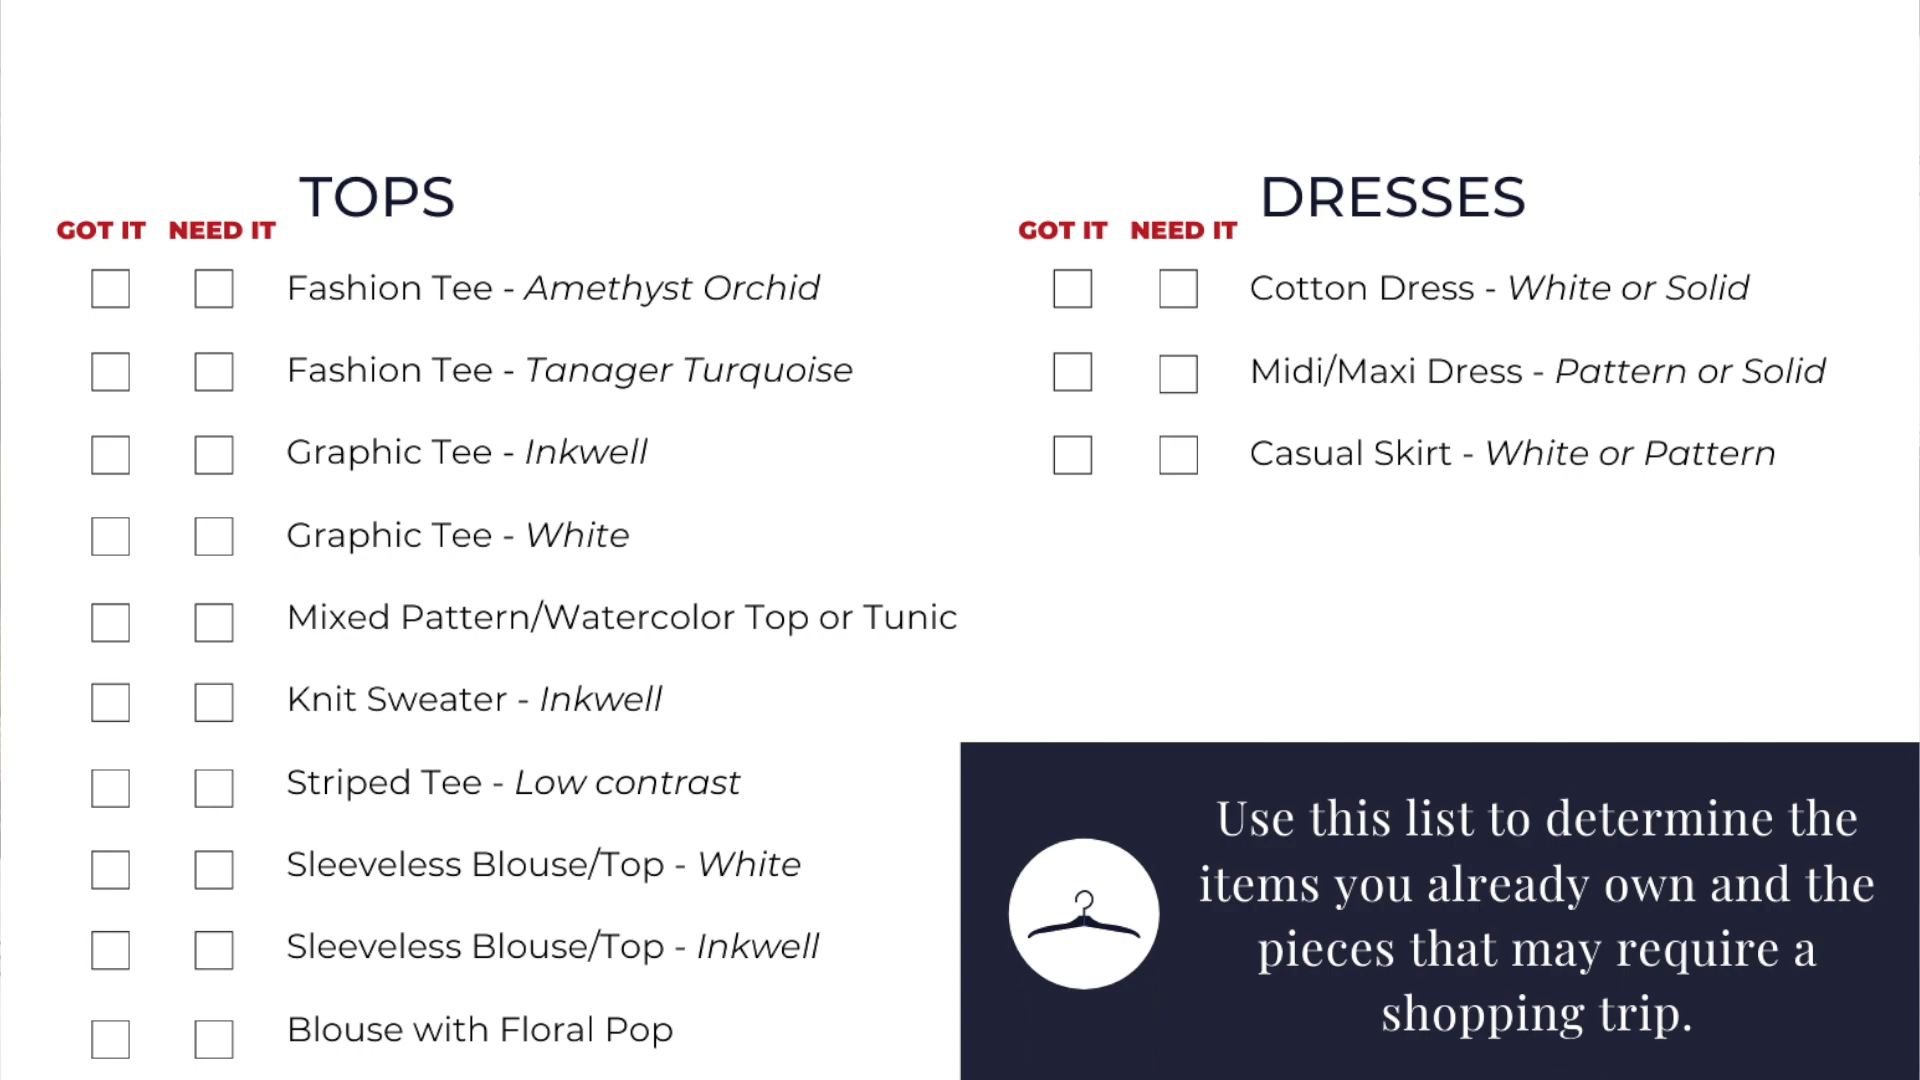 TOPS
GOT IT NEED IT
Fashion Tee - Amethyst Orchid
Fashion Tee - Tanager Turquoise
Graphic Tee - Inkwell
Graphic Tee - White
Mixed Pattern/Watercolor Top or Tunic
Knit Sweater - Inkwell
Striped Tee - Low contrast
Sleeveless Blouse/Top - White
Sleeveless Blouse/Top - Inkwell
Blouse with Floral Pop
DRESSES
GOT IT NEED IT
Cotton Dress - White or Solid
Midi/Maxi Dress - Pattern or Solid
Casual Skirt - White or Pattern
Use this list to determine the
items you already own and the
pieces that may require a
shopping trip.